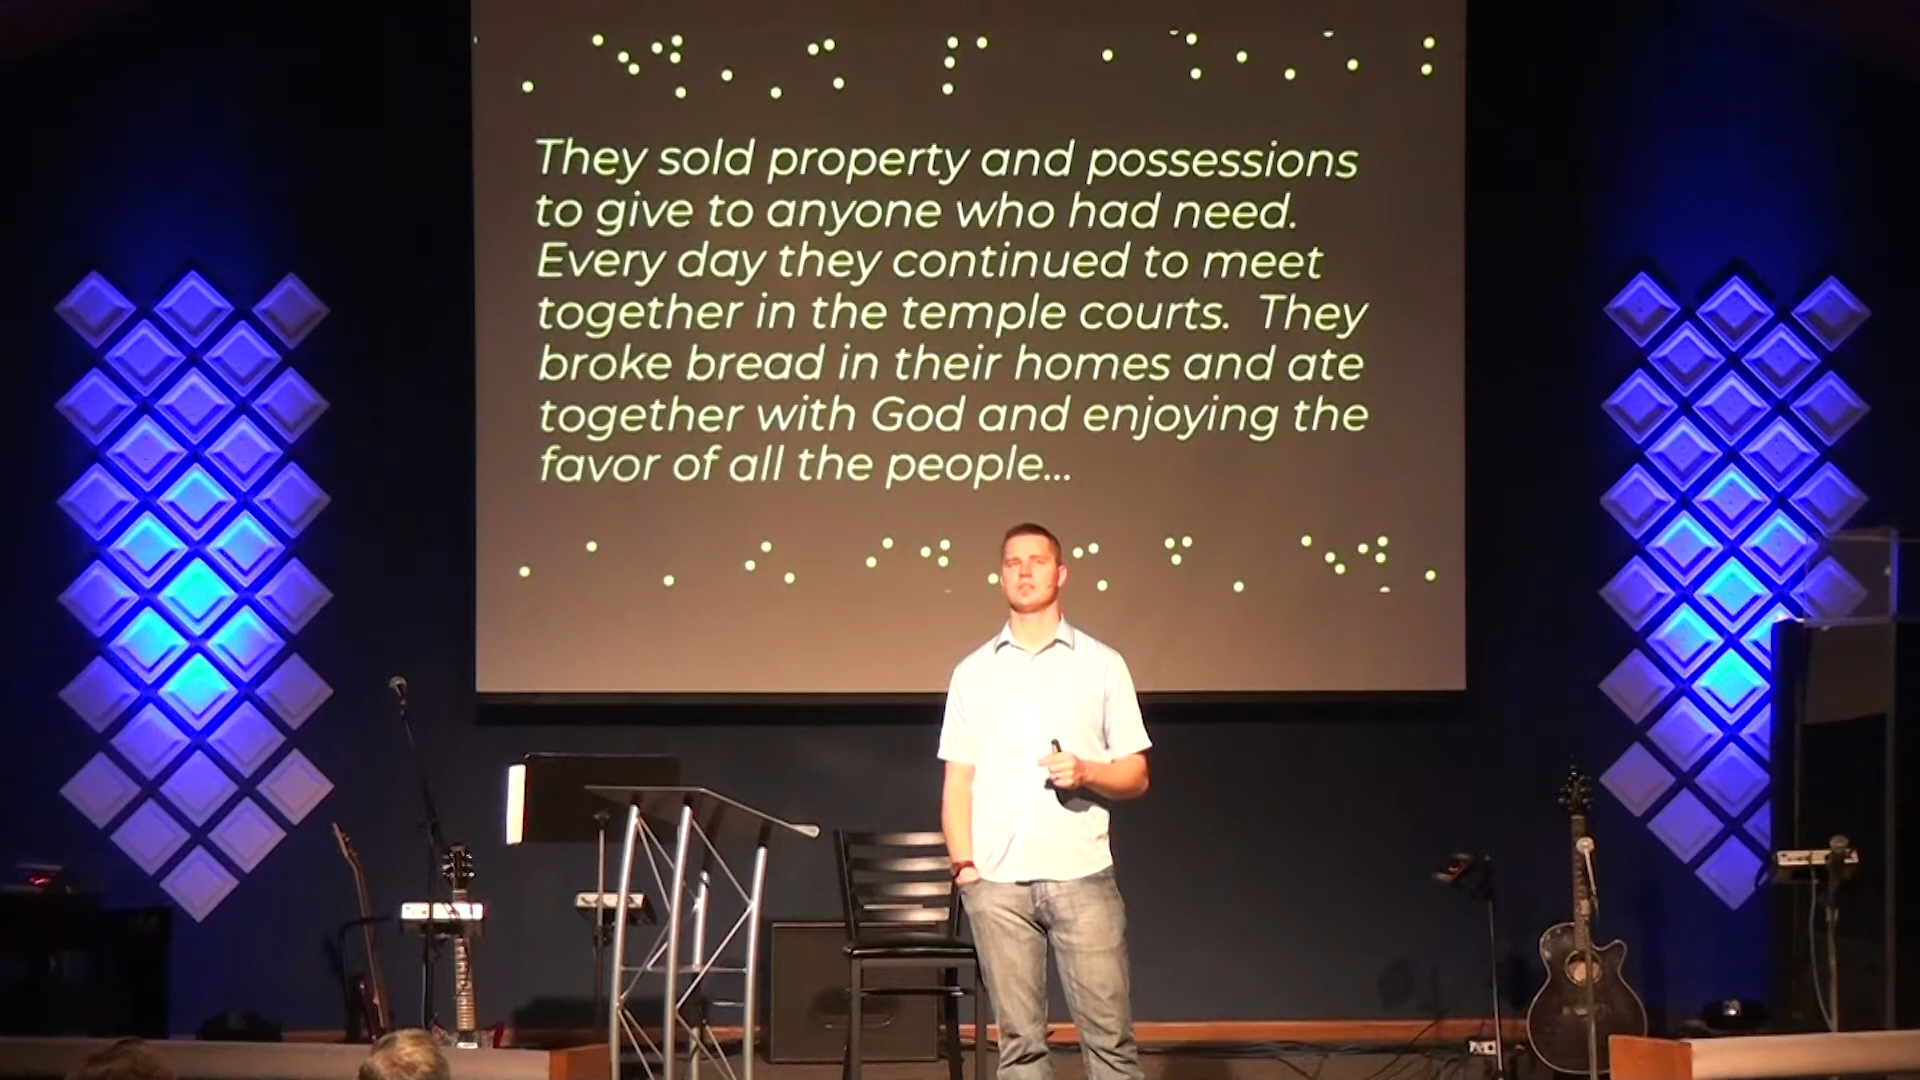 They sold property and possessions
to give to anyone who had need.
Every day they continued to meet
together in the temple courts.  They
broke bread in their homes and ate
together with God and enjoying the
favor of all the people...